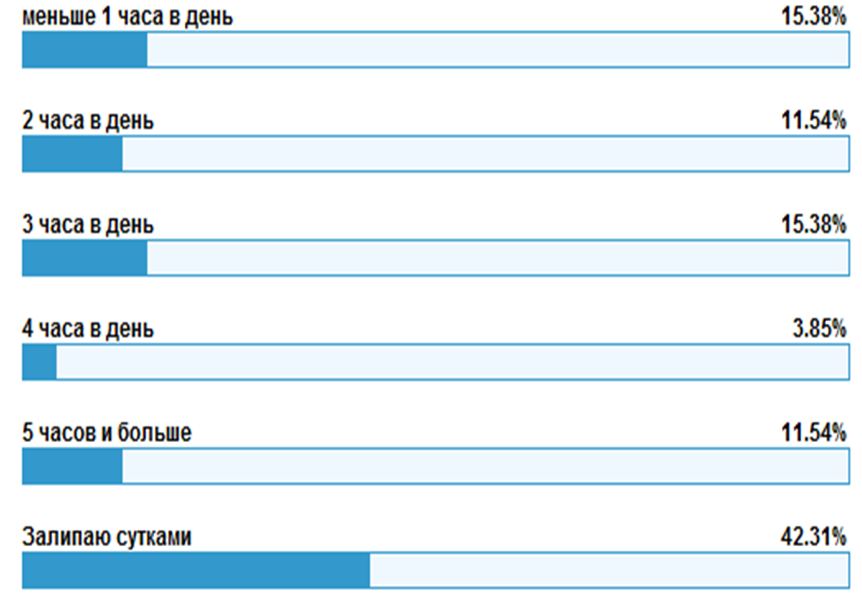 меньше 1 часа в день 15.38%
2 часа в день 11.54%
3 часа в день 15.38%
4 часа в день 3.85%
5 часов и больше 11.54%
Залипаю сутками 42.31%